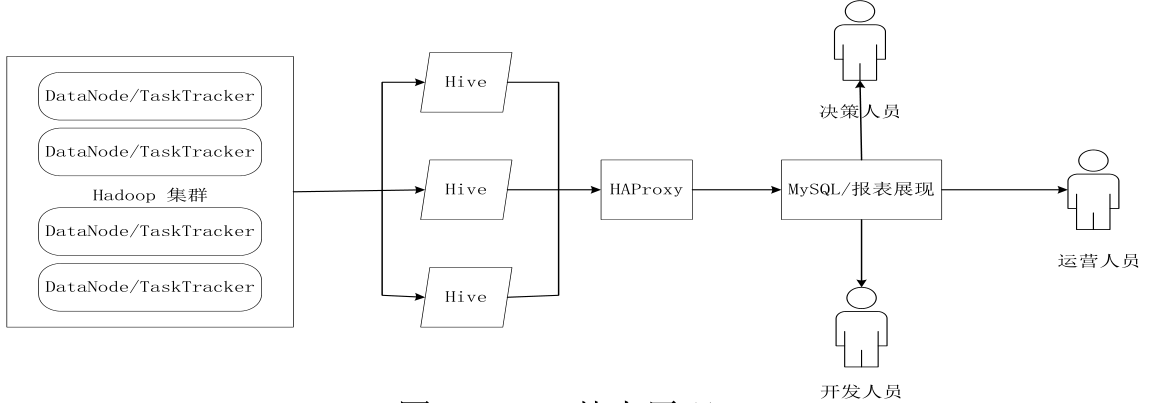 DataNode/TaskTracker
DataNode/TaskTracker
Hadoop 集群
DataNode/TaskTracker
DataNode/TaskTracker
Hive
Hive
Hive
HAProxy
MySQL/报表展现
决策人员
运营人员
开发人员